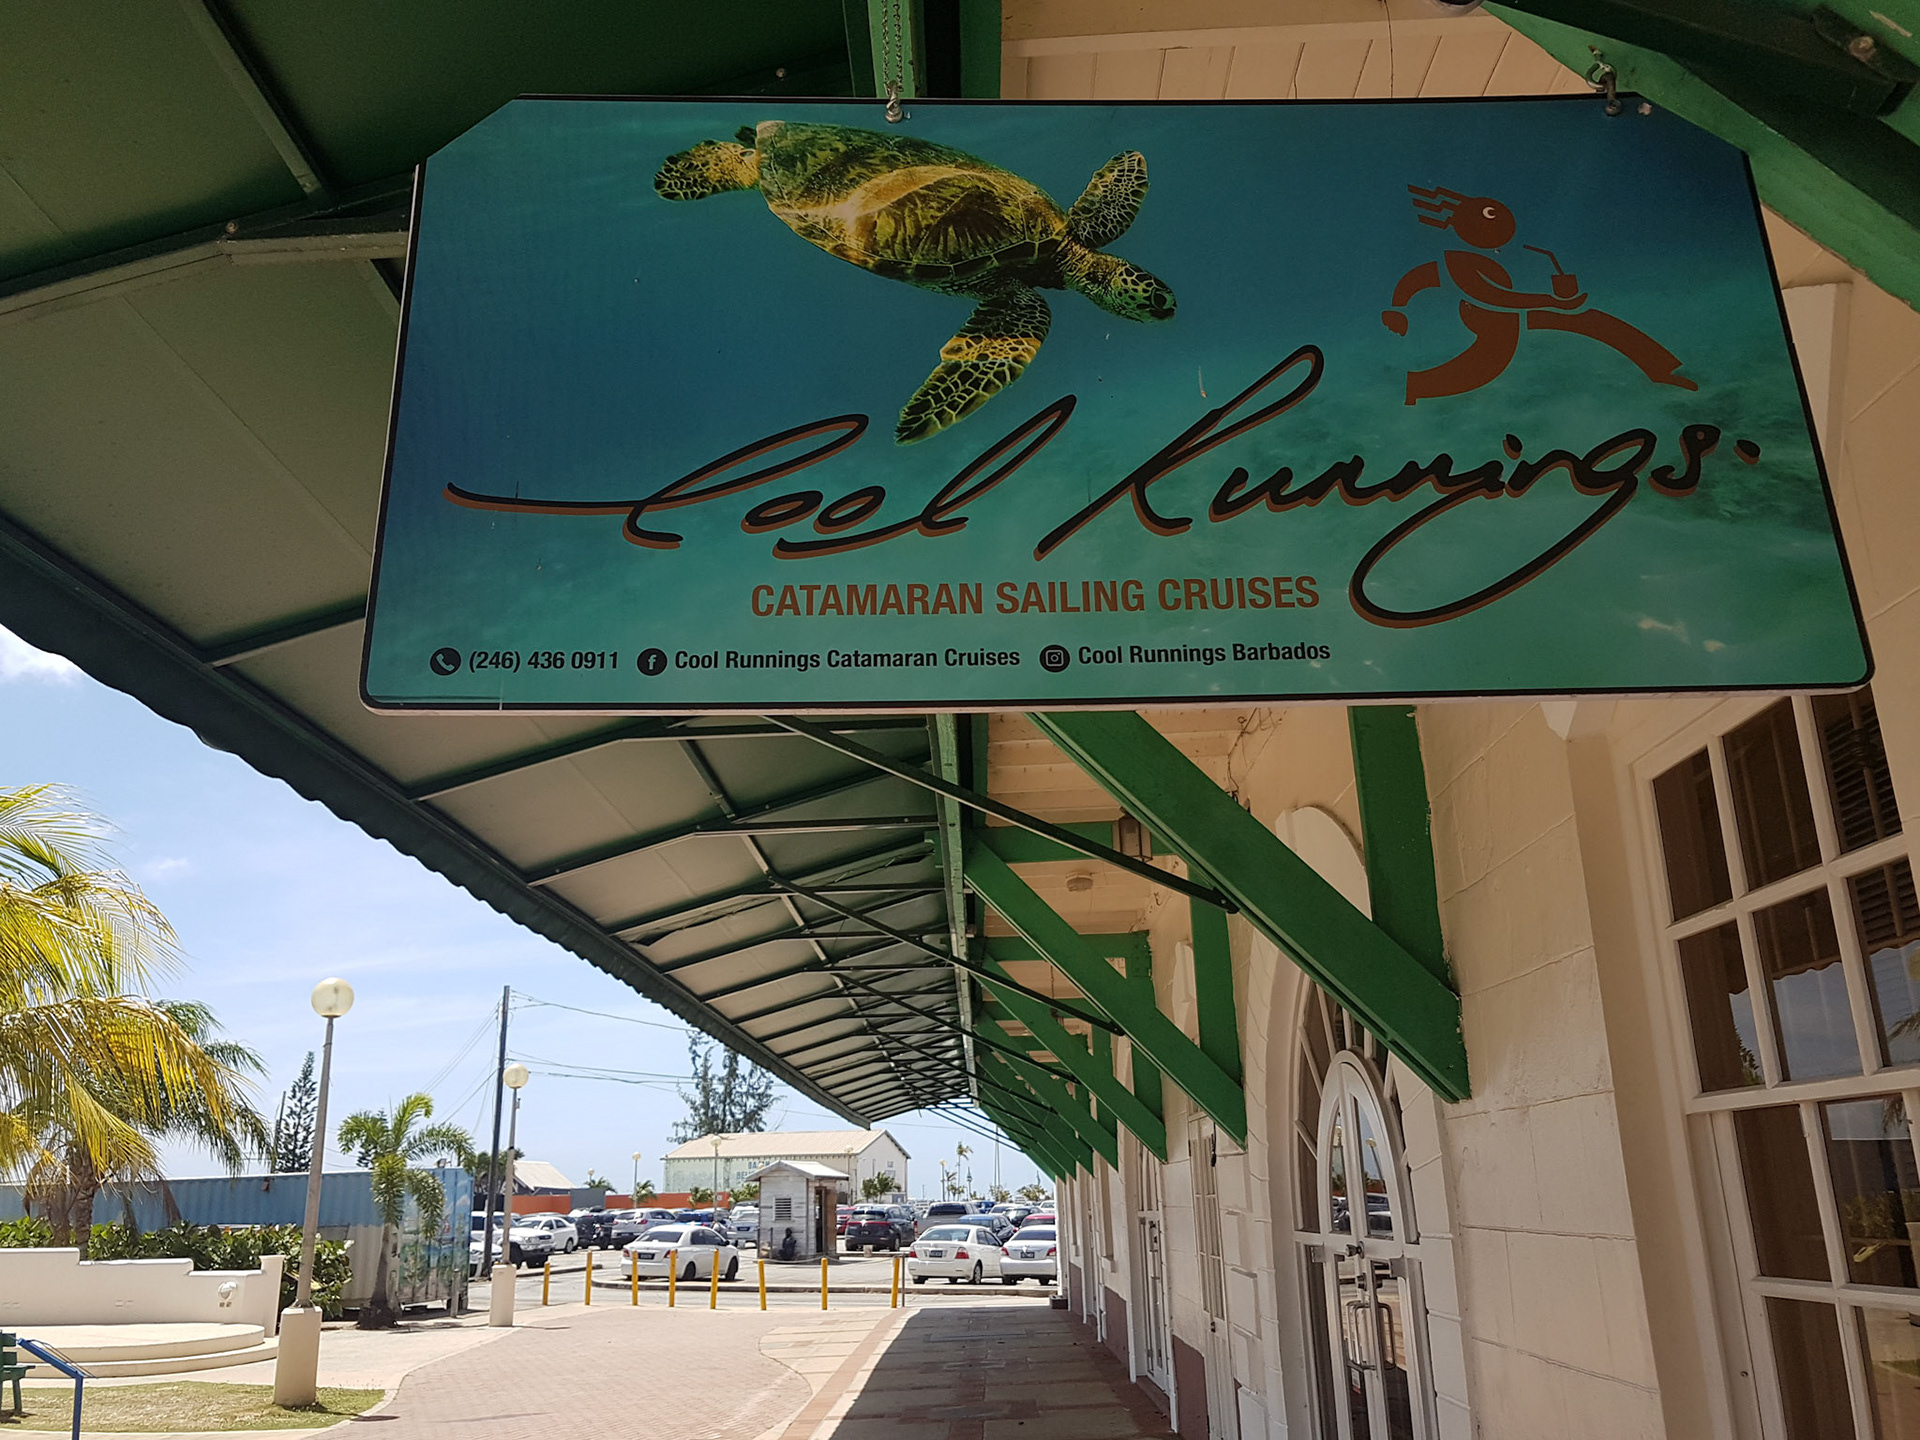 Cool Runnings.
CATAMARAN SAILING CRUISES
(246) 436 0911 Cool Runnings Catamaran Cruises Cool Runnings Barbados